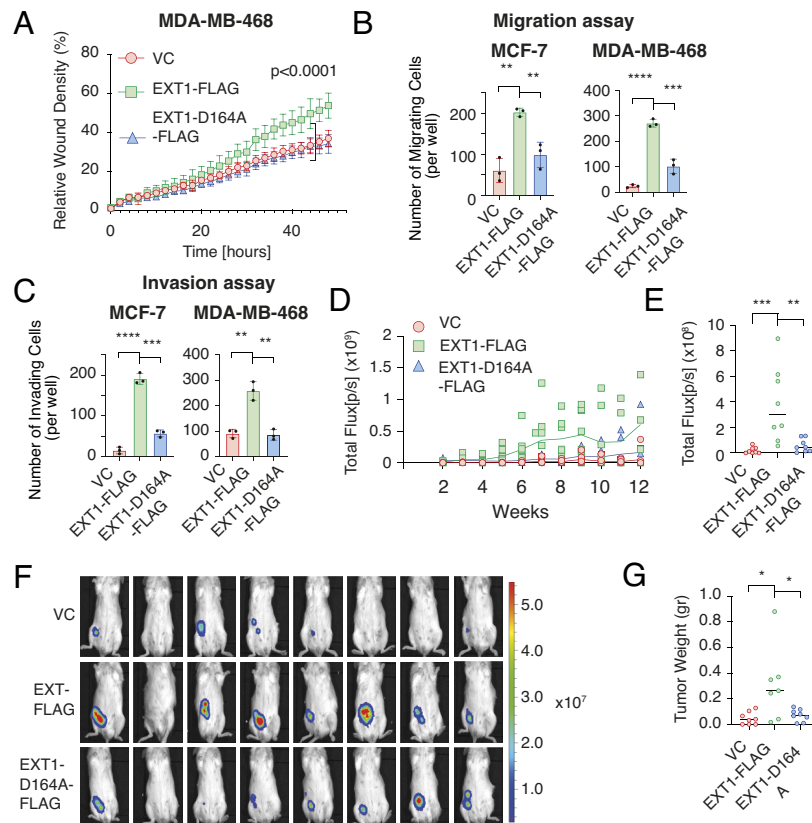 A
MDA-MB-468
Relative Wound Density (%)
80
60
40
20
0
VC
EXT1-FLAG
EXT1-D164A
-FLAG
p<0.0001
0
20
40
Time [hours]
B
Migration assay
MCF-7
MDA-MB-468
Number of Migrating Cells
(per well)
**
**
200
100
0
VC
EXT1-FLAG
EXT1-D164A
-FLAG
****
***
400
300
200
100
0
VC
EXT1-FLAG
EXT1-D164A
-FLAG
C
Invasion assay
MCF-7
MDA-MB-468
Number of Invading Cells
(per well)
****
***
200
100
0
VC
EXT1-FLAG
EXT1-D164A
-FLAG
**
**
400
300
200
100
0
VC
EXT1-FLAG
EXT1-D164A
-FLAG
D
VC
EXT1-FLAG
EXT1-D164A
-FLAG
Total Flux[p/s] (x10⁹)
2
1.5
1
0.5
0
2
4
6
8
10
12
Weeks
E
Total Flux[p/s] (x10⁸)
***
**
9
6
4
2
0
VC
EXT1-FLAG
EXT1-D164A
-FLAG
F
VC
EXT-
FLAG
EXT1-
D164A-
FLAG
5.0
4.0
3.0
2.0
1.0
x10⁷
G
Tumor Weight (gr)
*
*
1.0
0.8
0.6
0.4
0.2
0.0
VC
EXT1-FLAG
EXT1-D164
A